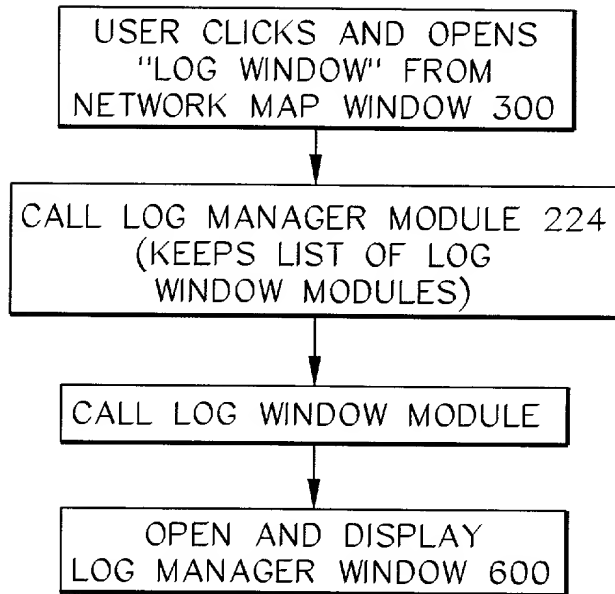 USER CLICKS AND OPENS
"LOG WINDOW" FROM
NETWORK MAP WINDOW 300
CALL LOG MANAGER MODULE 224
(KEEPS LIST OF LOG
WINDOW MODULES)
CALL LOG WINDOW MODULE
OPEN AND DISPLAY
LOG MANAGER WINDOW 600